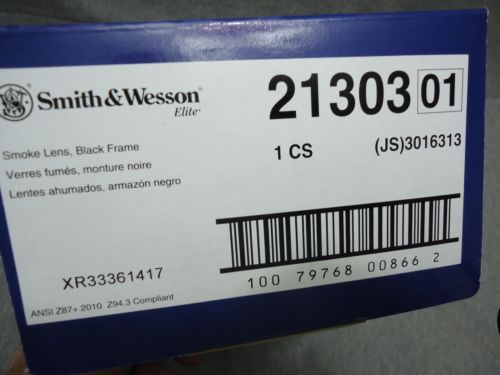 Smith & Wesson
Elite
21303 01
Smoke Lens, Black Frame
Verres fumés, monture noire
Lentes ahumados, armazón negro
1 CS (JS)3016313
100 79768 00866 2
XR33361417
ANSI Z87+ 2010 Z94.3 Compliant